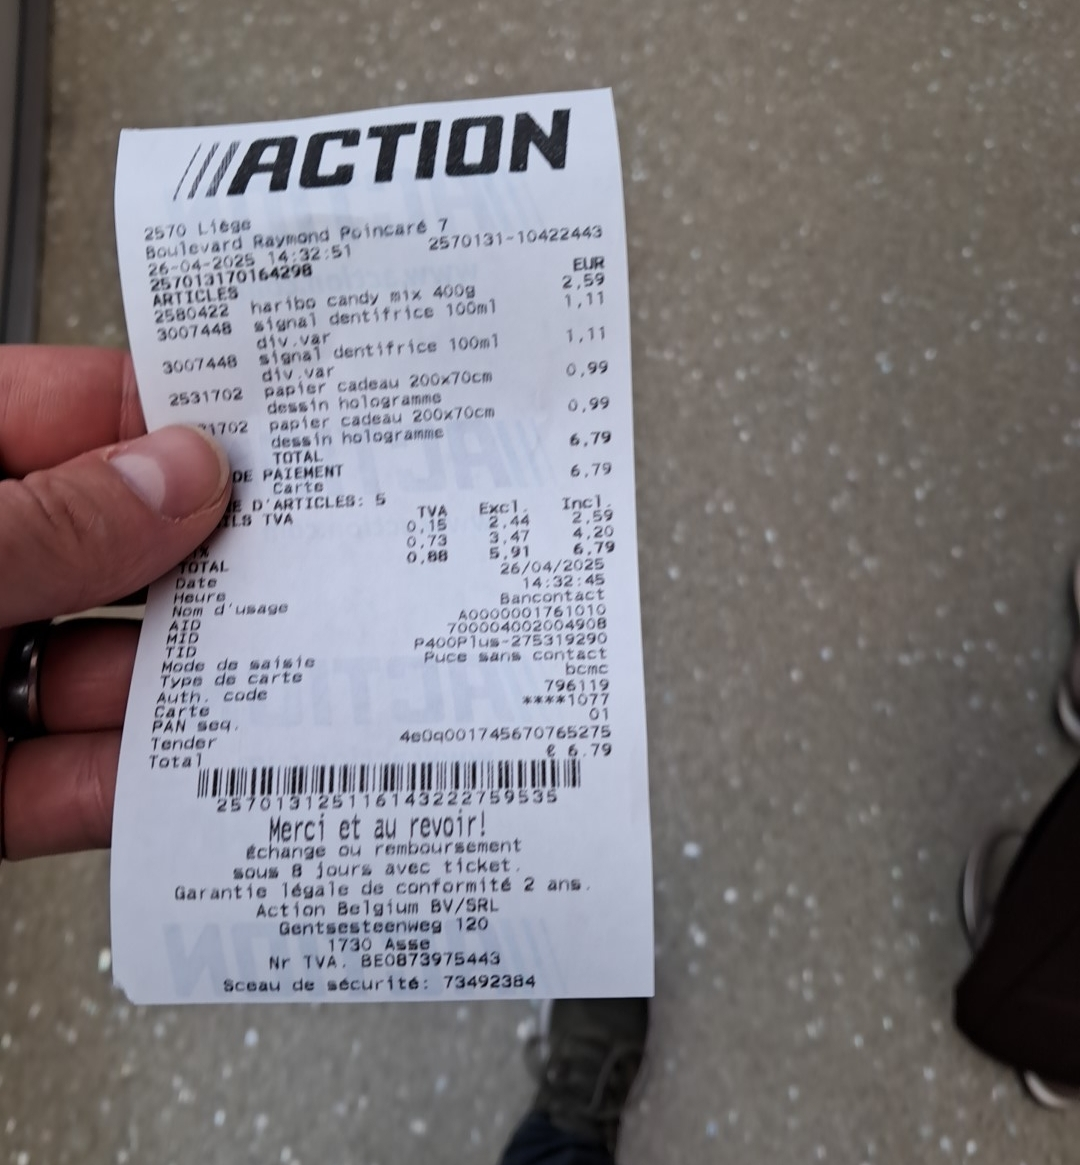 ///ACTION
2570 Liège
Boulevard Raymond Poincaré 7
26-04-2025 14:32:51 2570131-10422443
257013170164298
ARTICLES EUR
2580422 haribo candy mix 400g 2,59
3007448 signal dentifrice 100ml 1,11
div.var
3007448 signal dentifrice 100ml 1,11
div.var
2531702 papier cadeau 200x70cm 0,99
dessin hologramme
31702 papier cadeau 200x70cm 0,99
dessin hologramme
TOTAL 6,79
DE PAIEMENT
Carte 6,79
E D'ARTICLES: 5
ILS TVA TVA Excl. Incl.
0,15 2,44 2,59
0,73 3,47 4,20
TOTAL 0,88 5,91 6,79
Date 26/04/2025
Heure 14:32:45
Nom d'usage Bancontact
AID A0000001761010
MID 700004002004908
TID P400Plus-275319290
Mode de saisie Puce sans contact
Type de carte bcmc
Auth. code 796119
Carte ****1077
PAN seq. 01
Tender 4e0q001745670765275
Total € 6.79
2570131251161432227​59535
Merci et au revoir!
échange ou remboursement
sous 8 jours avec ticket.
Garantie légale de conformité 2 ans.
Action Belgium BV/SRL
Gentsesteenweg 120
1730 Asse
Nr TVA. BE0873975443
Sceau de sécurité: 73492384